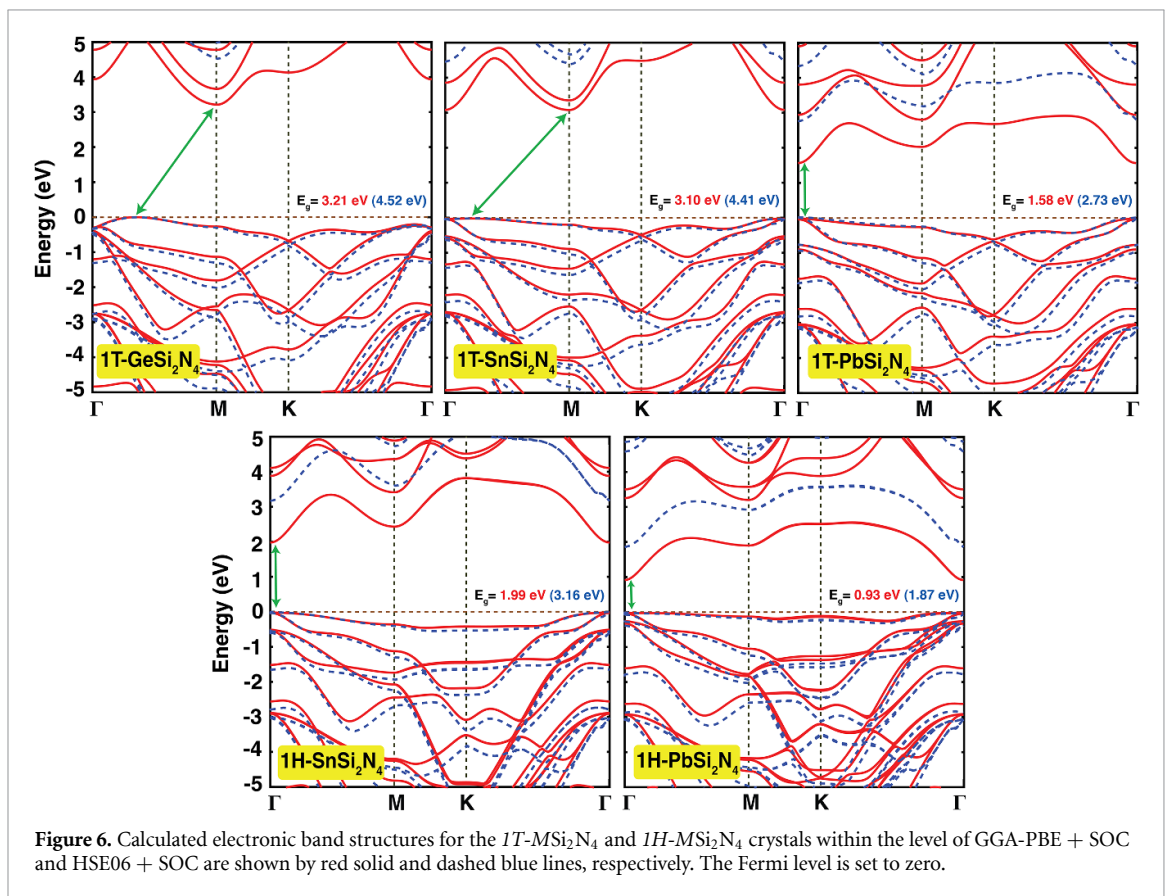 5
4
3
2
1
0
-1
-2
-3
-4
-5
Energy (eV)
E_g= 3.21 eV (4.52 eV)
1T-GeSi₂N₄
Γ M K Γ
E_g= 3.10 eV (4.41 eV)
1T-SnSi₂N₄
Γ M K Γ
E_g= 1.58 eV (2.73 eV)
1T-PbSi₂N₄
Γ M K Γ
5
4
3
2
1
0
-1
-2
-3
-4
-5
Energy (eV)
E_g= 1.99 eV (3.16 eV)
1H-SnSi₂N₄
Γ M K Γ
E_g= 0.93 eV (1.87 eV)
1H-PbSi₂N₄
Γ M K Γ
Figure 6. Calculated electronic band structures for the 1T-MSi₂N₄ and 1H-MSi₂N₄ crystals within the level of GGA-PBE + SOC
and HSE06 + SOC are shown by red solid and dashed blue lines, respectively. The Fermi level is set to zero.